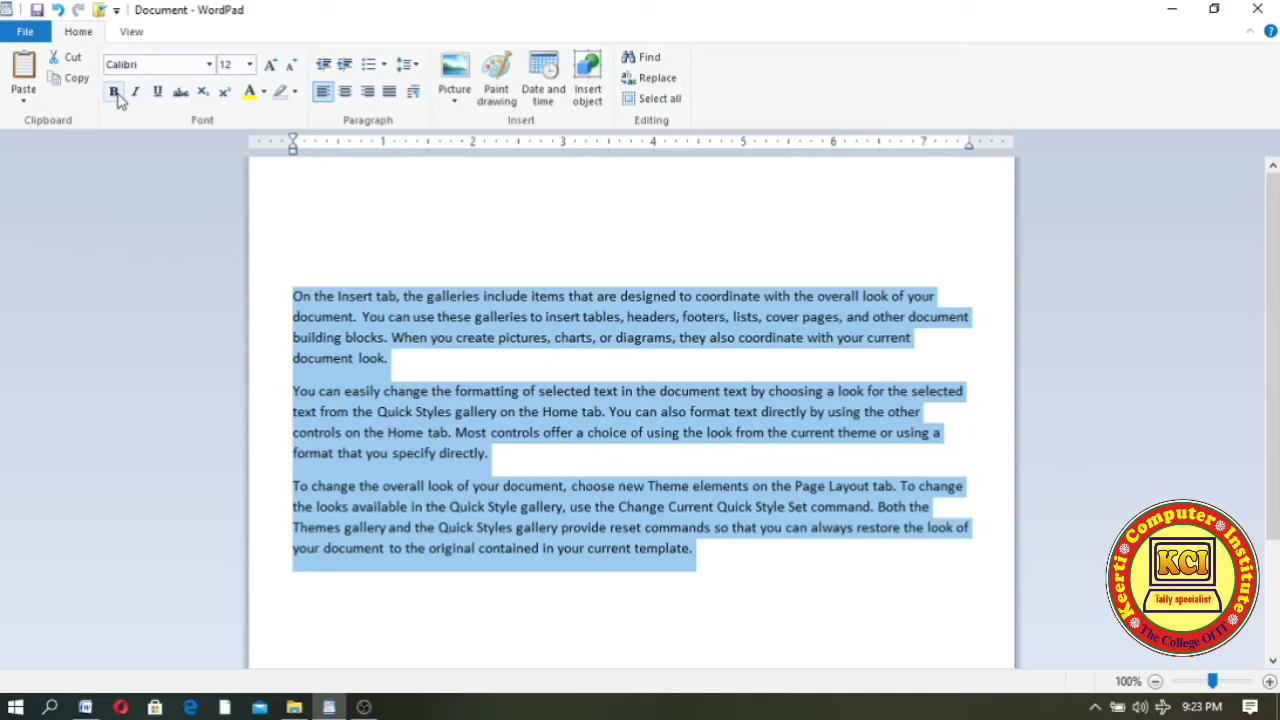 Document - WordPad
File
Home
View
Paste
Cut
Copy
Clipboard
Calibri
12
A
A
B
I
U
abc
X₂
X²
A
Font
Paragraph
Picture
Paint
drawing
Date and
time
Insert
object
Insert
Find
Replace
Select all
Editing
1 2 3 4 5 6 7
On the Insert tab, the galleries include items that are designed to coordinate with the overall look of your
document. You can use these galleries to insert tables, headers, footers, lists, cover pages, and other document
building blocks. When you create pictures, charts, or diagrams, they also coordinate with your current
document look.
You can easily change the formatting of selected text in the document text by choosing a look for the selected
text from the Quick Styles gallery on the Home tab. You can also format text directly by using the other
controls on the Home tab. Most controls offer a choice of using the look from the current theme or using a
format that you specify directly.
To change the overall look of your document, choose new Theme elements on the Page Layout tab. To change
the looks available in the Quick Style gallery, use the Change Current Quick Style Set command. Both the
Themes gallery and the Quick Styles gallery provide reset commands so that you can always restore the look of
your document to the original contained in your current template.
Keerti Computer Institute
KCI
Tally specialist
The College Of IT
100%
9:23 PM